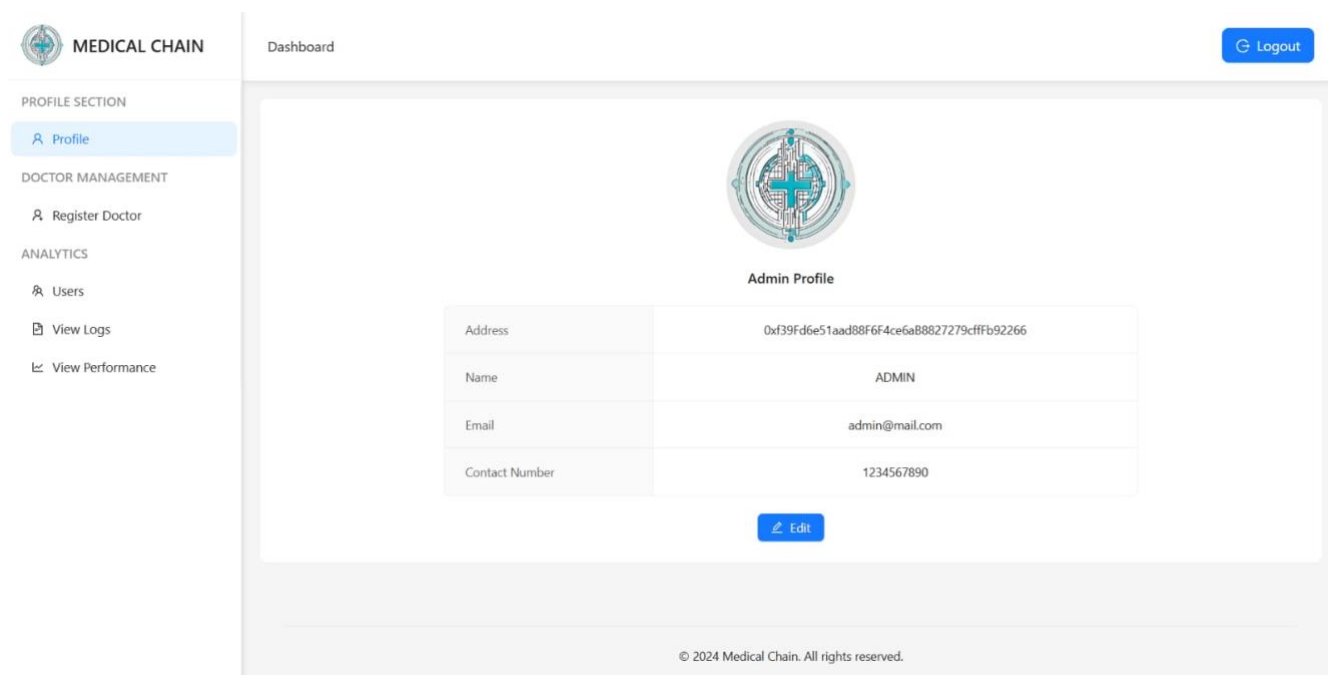 MEDICAL CHAIN
Dashboard
Logout
PROFILE SECTION
Profile
DOCTOR MANAGEMENT
Register Doctor
ANALYTICS
Users
View Logs
View Performance
Admin Profile
Address 0xf39Fd6e51aad88F6F4ce6aB8827279cffFb92266
Name ADMIN
Email admin@mail.com
Contact Number 1234567890
Edit
© 2024 Medical Chain. All rights reserved.